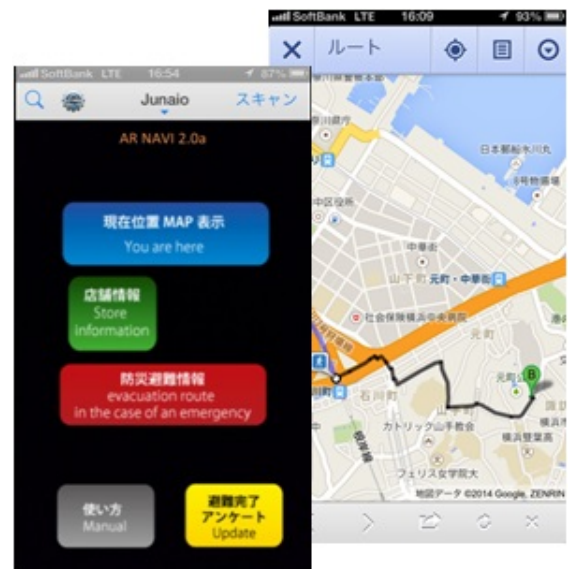 SoftBank LTE 16:54 87%
Junaio スキャン
AR NAVI 2.0a
現在位置 MAP 表示
You are here
店舗情報
Store
information
防災避難情報
evacuation route
in the case of an emergency
使い方
Manual
避難完了
アンケート
Update
SoftBank LTE 16:09 93%
ルート
日本郵船氷川丸
中区役所
中華街
山下町
元町・中華街
社会保険横浜中央病院
元町
B
石川町
山手町
カトリック山手教会
根岸線
横浜雙葉高
フェリス女学院大
地図データ ©2014 Google, ZENRIN